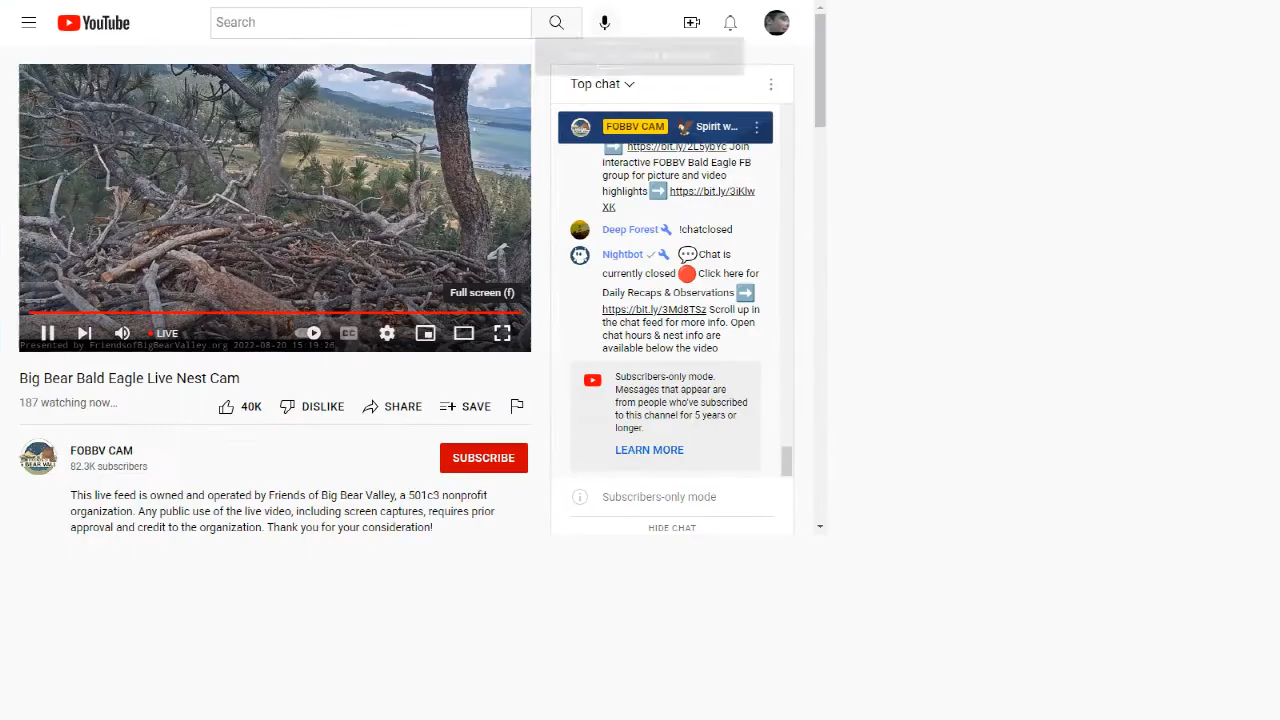 YouTube
Search
Top chat
FOBBV CAM Spirit w...
https://bit.ly/2L5ybYc Join
Interactive FOBBV Bald Eagle FB
group for picture and video
highlights https://bit.ly/3iKlw
XK
Deep Forest !chatclosed
Nightbot Chat is
currently closed Click here for
Daily Recaps & Observations
https://bit.ly/3Md8TSz Scroll up in
the chat feed for more info. Open
chat hours & nest info are
available below the video
Subscribers-only mode.
Messages that appear are
from people who've subscribed
to this channel for 5 years or
longer.
LEARN MORE
Subscribers-only mode
HIDE CHAT
Full screen (f)
LIVE
CC
Presented by FriendsofBigBearValley.org 2022-08-20 15:19:26
Big Bear Bald Eagle Live Nest Cam
187 watching now...
40K DISLIKE SHARE SAVE
FOBBV CAM
82.3K subscribers
SUBSCRIBE
This live feed is owned and operated by Friends of Big Bear Valley, a 501c3 nonprofit
organization. Any public use of the live video, including screen captures, requires prior
approval and credit to the organization. Thank you for your consideration!